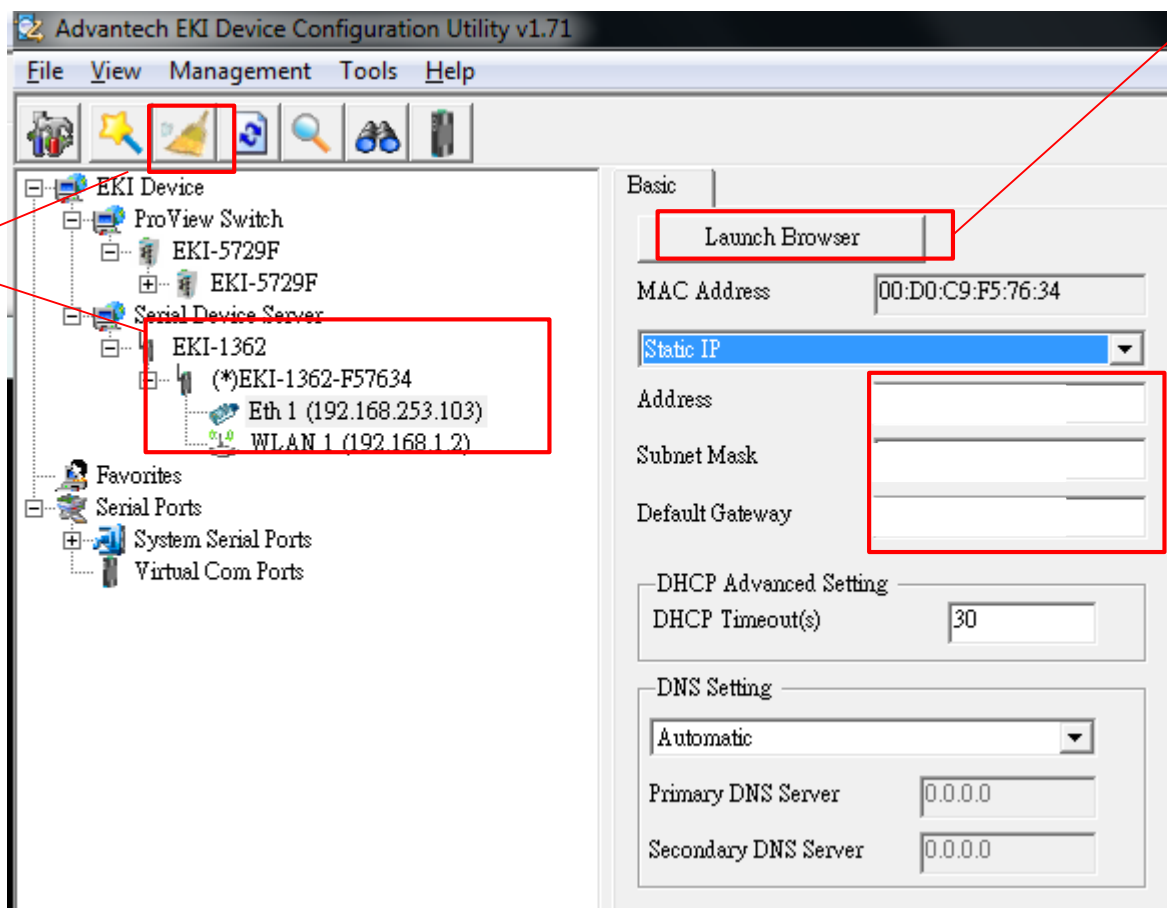 Advantech EKI Device Configuration Utility v1.71
File View Management Tools Help
EKI Device
ProView Switch
EKI-5729F
EKI-5729F
Serial Device Server
EKI-1362
(*)EKI-1362-F57634
Eth 1 (192.168.253.103)
WLAN 1 (192.168.1.2)
Favorites
Serial Ports
System Serial Ports
Virtual Com Ports
Basic
Launch Browser
MAC Address 00:D0:C9:F5:76:34
Static IP
Address
Subnet Mask
Default Gateway
DHCP Advanced Setting
DHCP Timeout(s) 30
DNS Setting
Automatic
Primary DNS Server 0.0.0.0
Secondary DNS Server 0.0.0.0